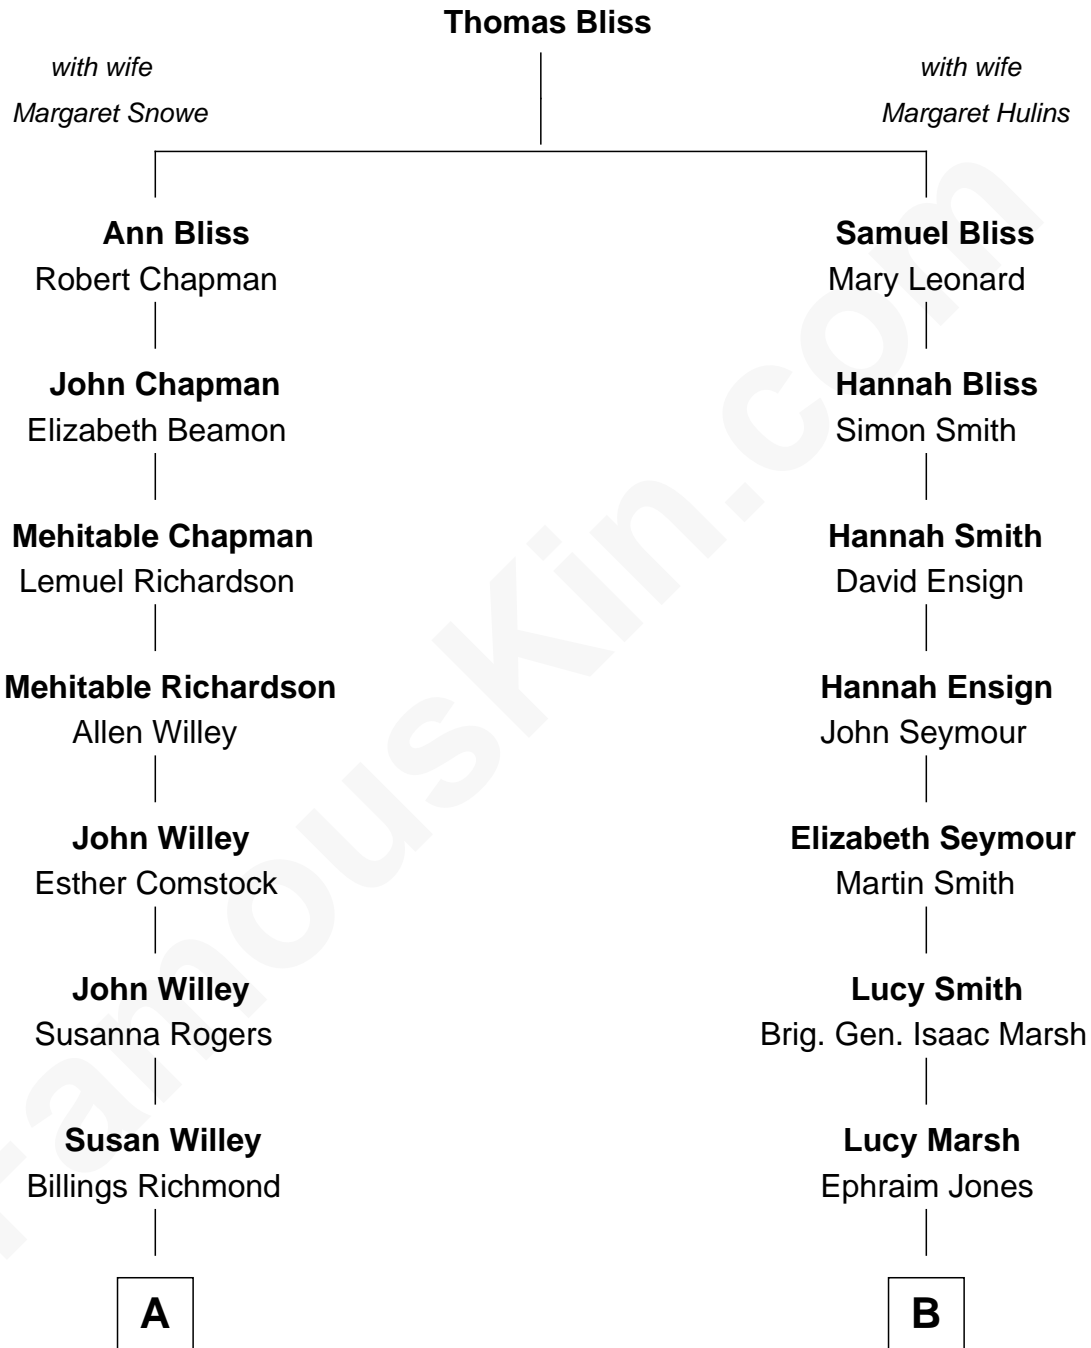 Thomas Bliss
with wife
Margaret Snowe
with wife
Margaret Hulins
Ann Bliss
Robert Chapman
Samuel Bliss
Mary Leonard
John Chapman
Elizabeth Beamon
Hannah Bliss
Simon Smith
Mehitable Chapman
Lemuel Richardson
Hannah Smith
David Ensign
Mehitable Richardson
Allen Willey
Hannah Ensign
John Seymour
John Willey
Esther Comstock
Elizabeth Seymour
Martin Smith
John Willey
Susanna Rogers
Lucy Smith
Brig. Gen. Isaac Marsh
Susan Willey
Billings Richmond
Lucy Marsh
Ephraim Jones
A
B
FamousKin.com